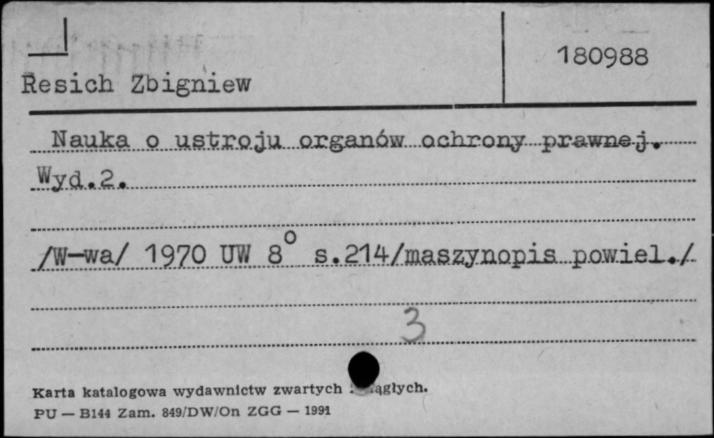 180988
Resich Zbigniew
Nauka o ustroju organów ochrony prawnej.
Wyd.2.
/W-wa/ 1970 UW 8° s.214/maszynopis powiel./
3
Karta katalogowa wydawnictw zwartych
PU — B144 Zam. 849/DW/On ZGG — 1991